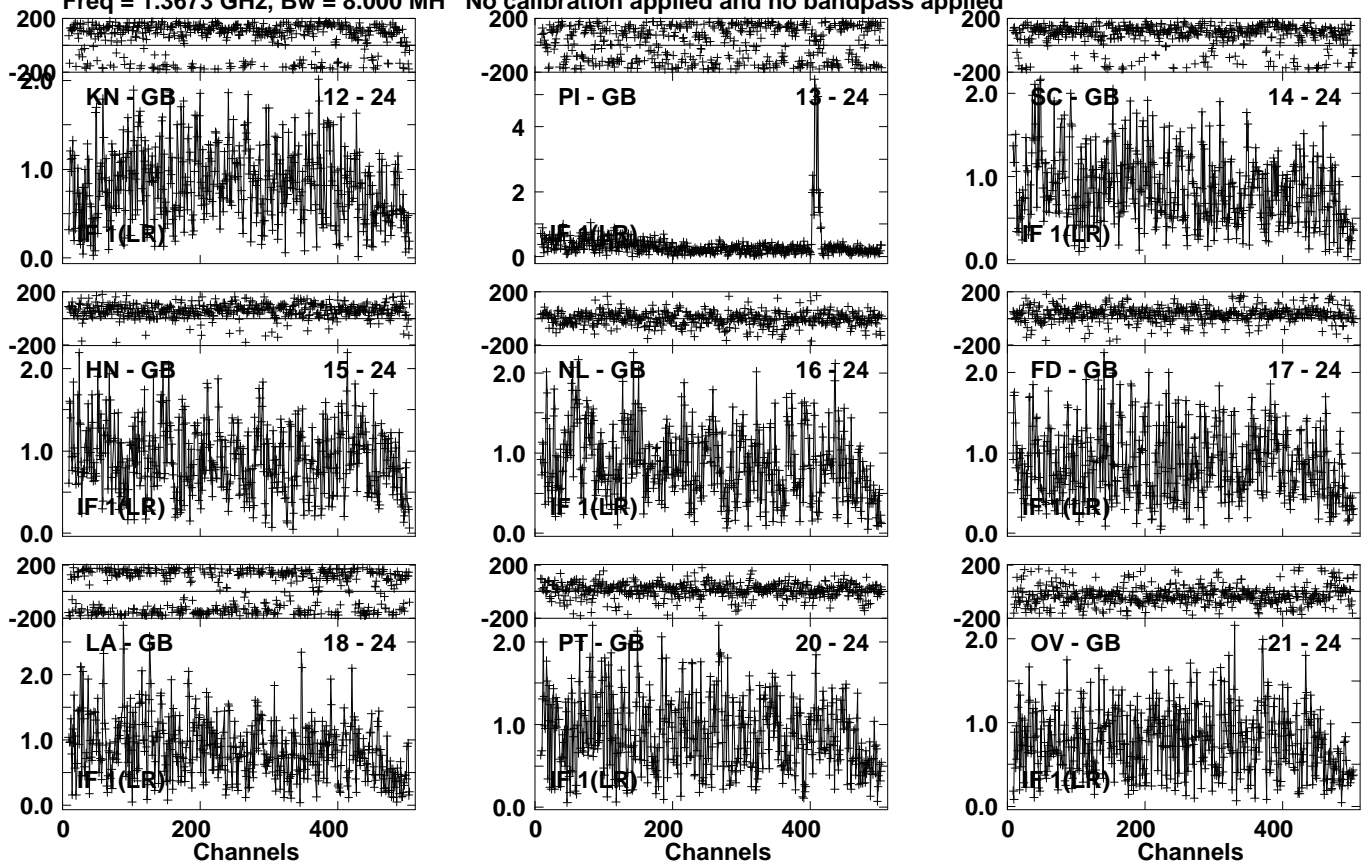 Freq = 1.3673 GHz, Bw = 8.000 MH No calibration applied and no bandpass applied
200
-200
KN - GB 12 - 24
2.0
1.0
0.0
IF 1(LR)
200
-200
PI - GB 13 - 24
4
2
0
IF 1(LR)
200
-200
SC - GB 14 - 24
2.0
1.0
0.0
IF 1(LR)
200
-200
HN - GB 15 - 24
2.0
1.0
0.0
IF 1(LR)
200
-200
NL - GB 16 - 24
2.0
1.0
0.0
IF 1(LR)
200
-200
FD - GB 17 - 24
2.0
1.0
0.0
IF 1(LR)
200
-200
LA - GB 18 - 24
2.0
1.0
0.0
IF 1(LR)
0 200 400
Channels
200
-200
PT - GB 20 - 24
2.0
1.0
0.0
IF 1(LR)
0 200 400
Channels
200
-200
OV - GB 21 - 24
2.0
1.0
0.0
IF 1(LR)
0 200 400
Channels